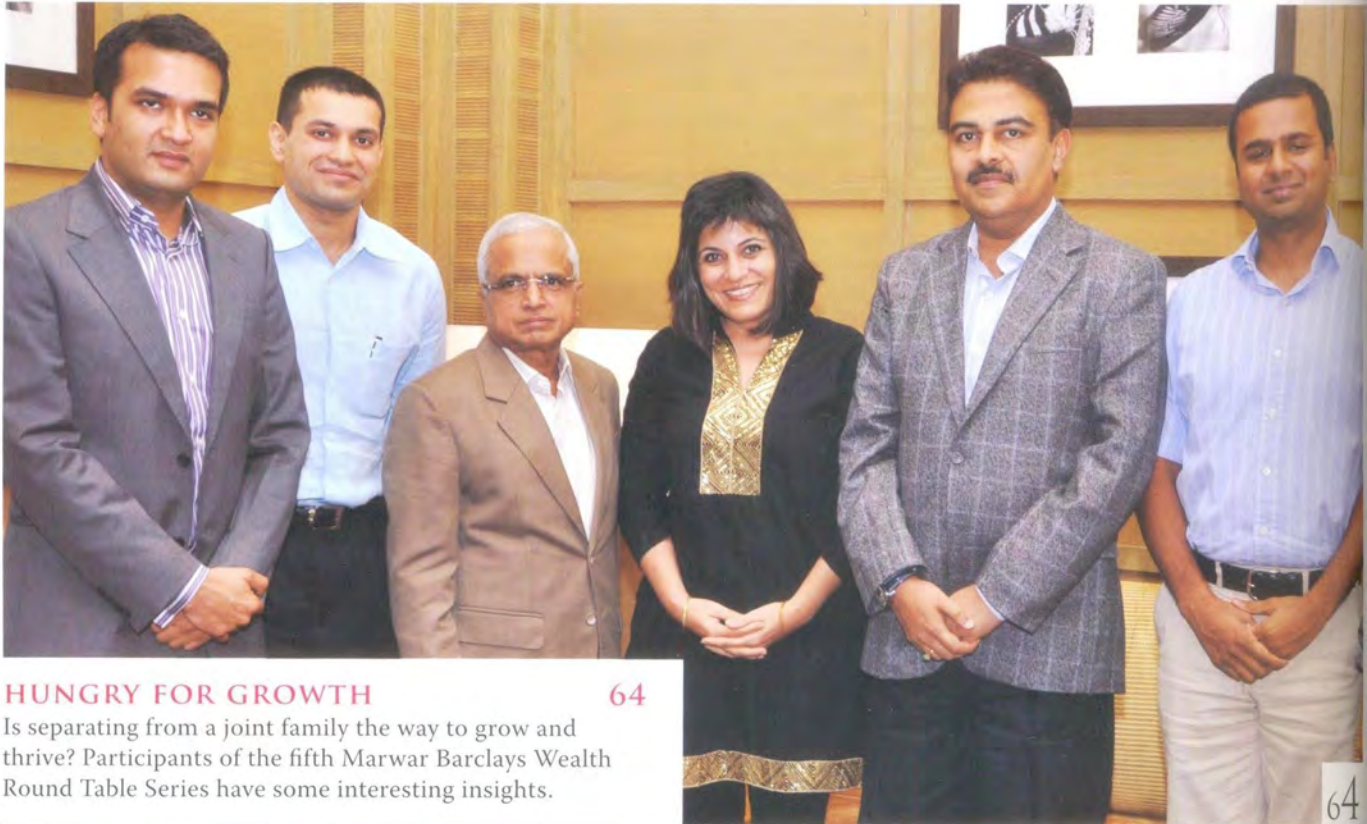 HUNGRY FOR GROWTH 64
Is separating from a joint family the way to grow and
thrive? Participants of the fifth Marwar Barclays Wealth
Round Table Series have some interesting insights.
64